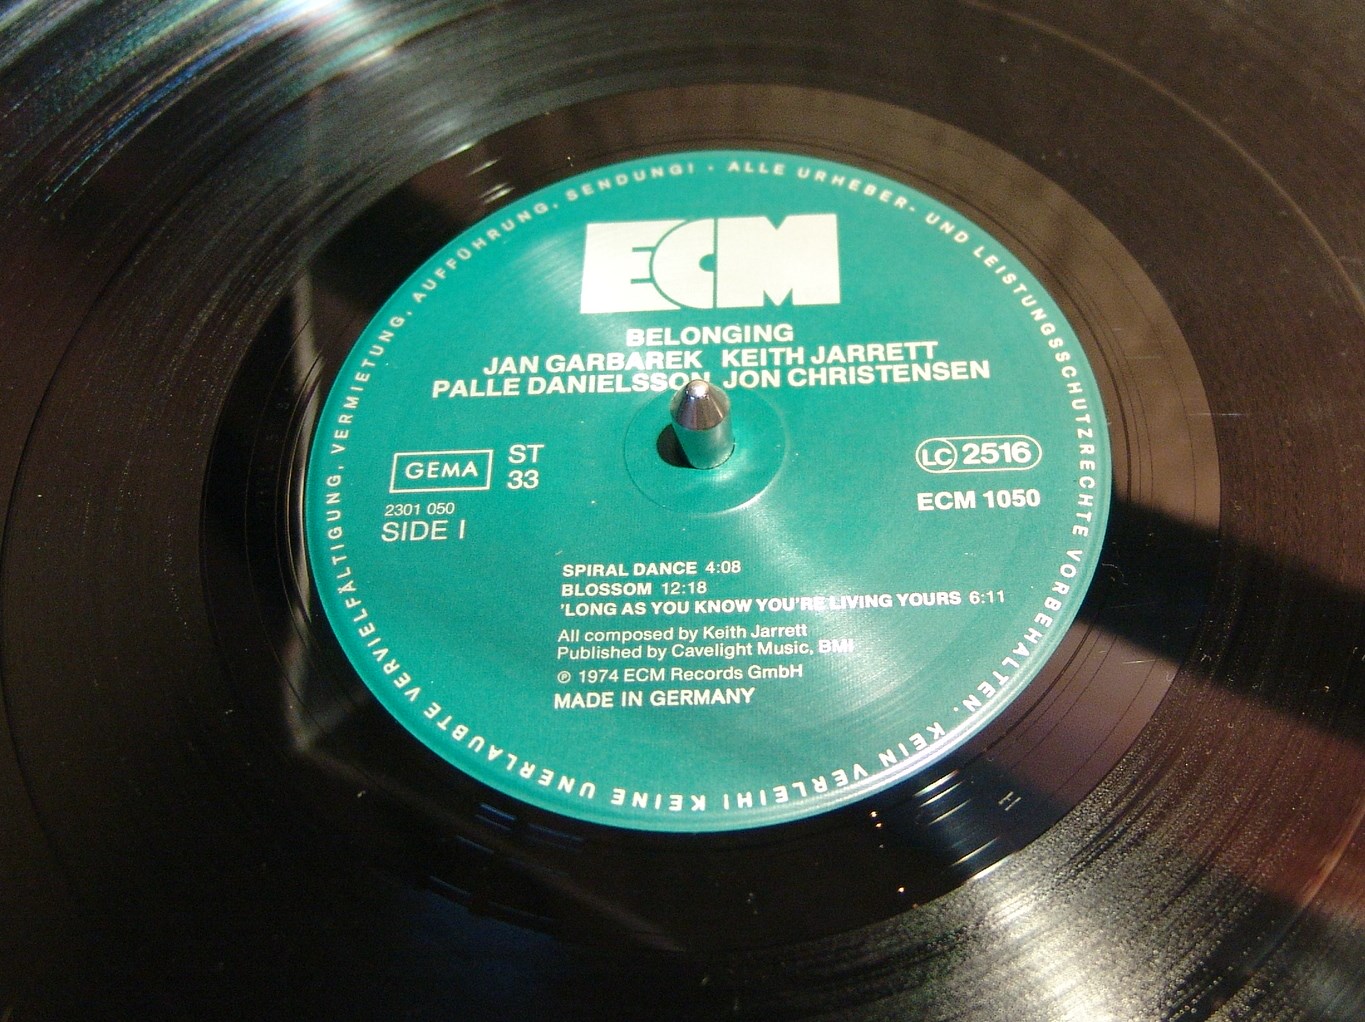 ALLE URHEBER- UND LEISTUNGSSCHUTZRECHTE VORBEHALTEN. KEIN VERLEIH! KEINE UNERLAUBTE VERVIELFÄLTIGUNG, VERMIETUNG, AUFFÜHRUNG, SENDUNG! ·
ECM
BELONGING
JAN GARBAREK KEITH JARRETT
PALLE DANIELSSON JON CHRISTENSEN
GEMA
ST
33
2301 050
SIDE I
LC 2516
ECM 1050
SPIRAL DANCE 4:08
BLOSSOM 12:18
'LONG AS YOU KNOW YOU'RE LIVING YOURS 6:11
All composed by Keith Jarrett
Published by Cavelight Music, BMI
℗ 1974 ECM Records GmbH
MADE IN GERMANY
H